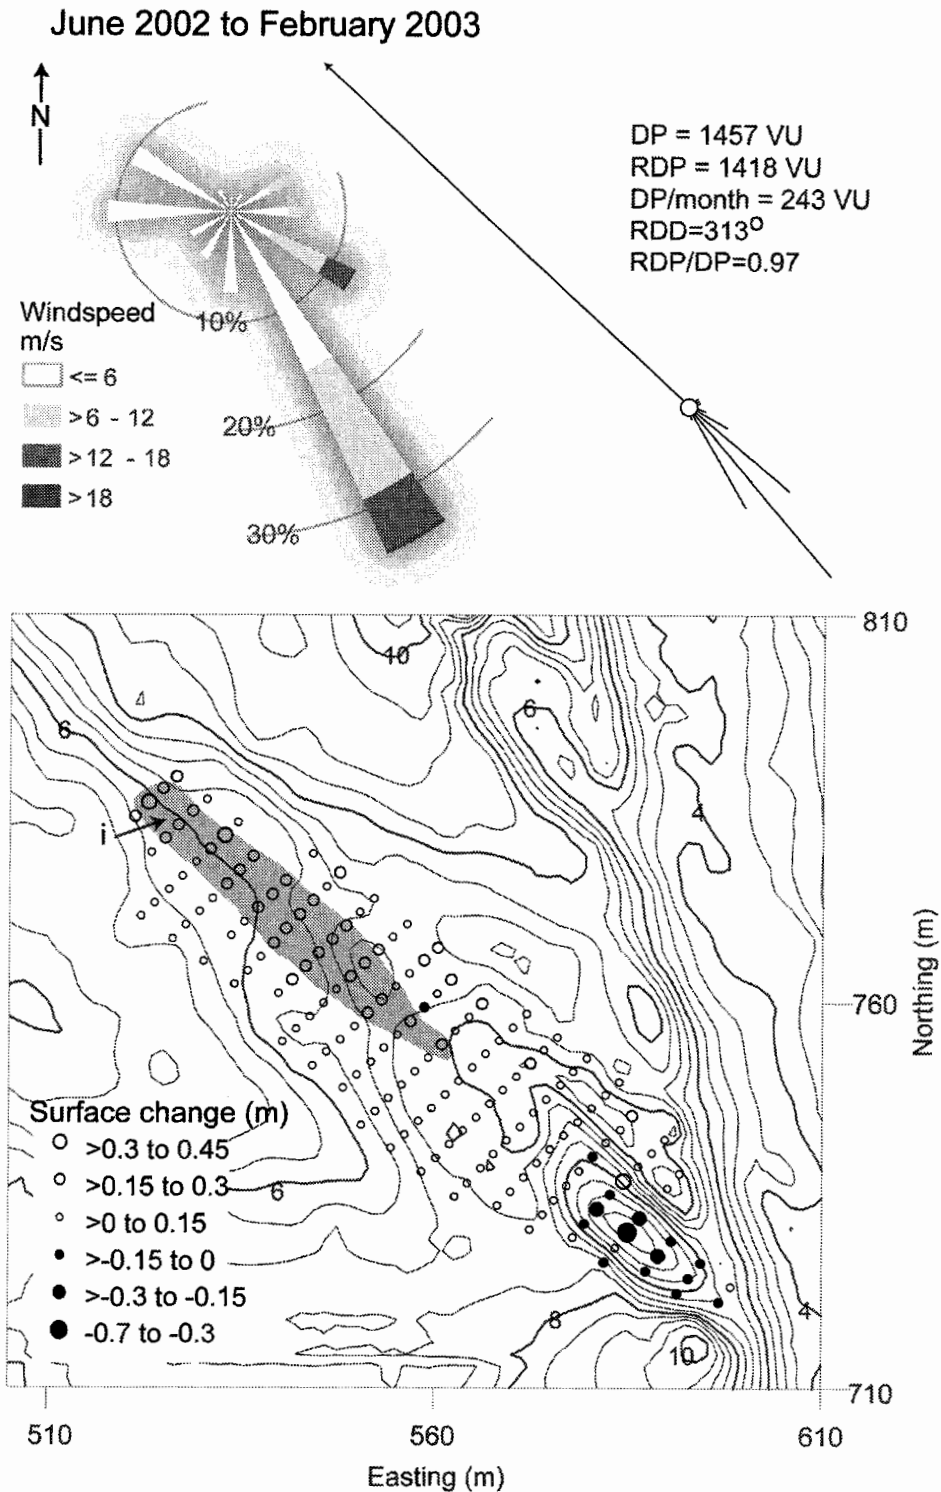 June 2002 to February 2003
N
DP = 1457 VU
RDP = 1418 VU
DP/month = 243 VU
RDD=313°
RDP/DP=0.97
Windspeed
m/s
<= 6
>6 - 12
>12 - 18
>18
10%
20%
30%
810
10
4
6
6
4
i
Northing (m)
760
Surface change (m)
>0.3 to 0.45
>0.15 to 0.3
>0 to 0.15
>-0.15 to 0
>-0.3 to -0.15
-0.7 to -0.3
6
8
4
10
710
510
560
610
Easting (m)